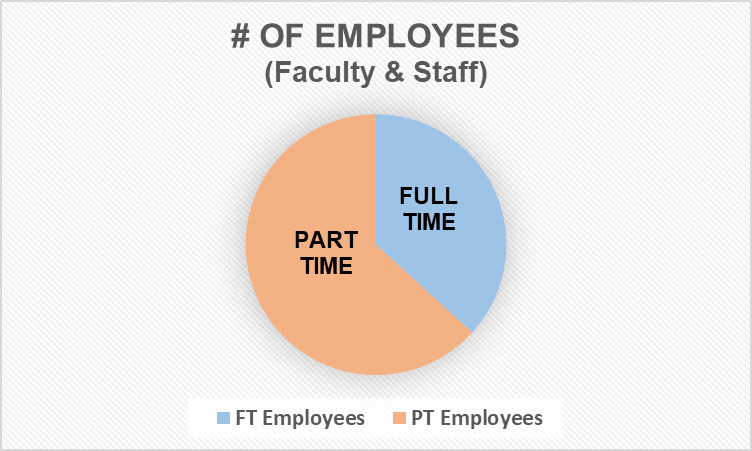 # OF EMPLOYEES
(Faculty & Staff)
FULL
TIME
PART
TIME
FT Employees
PT Employees